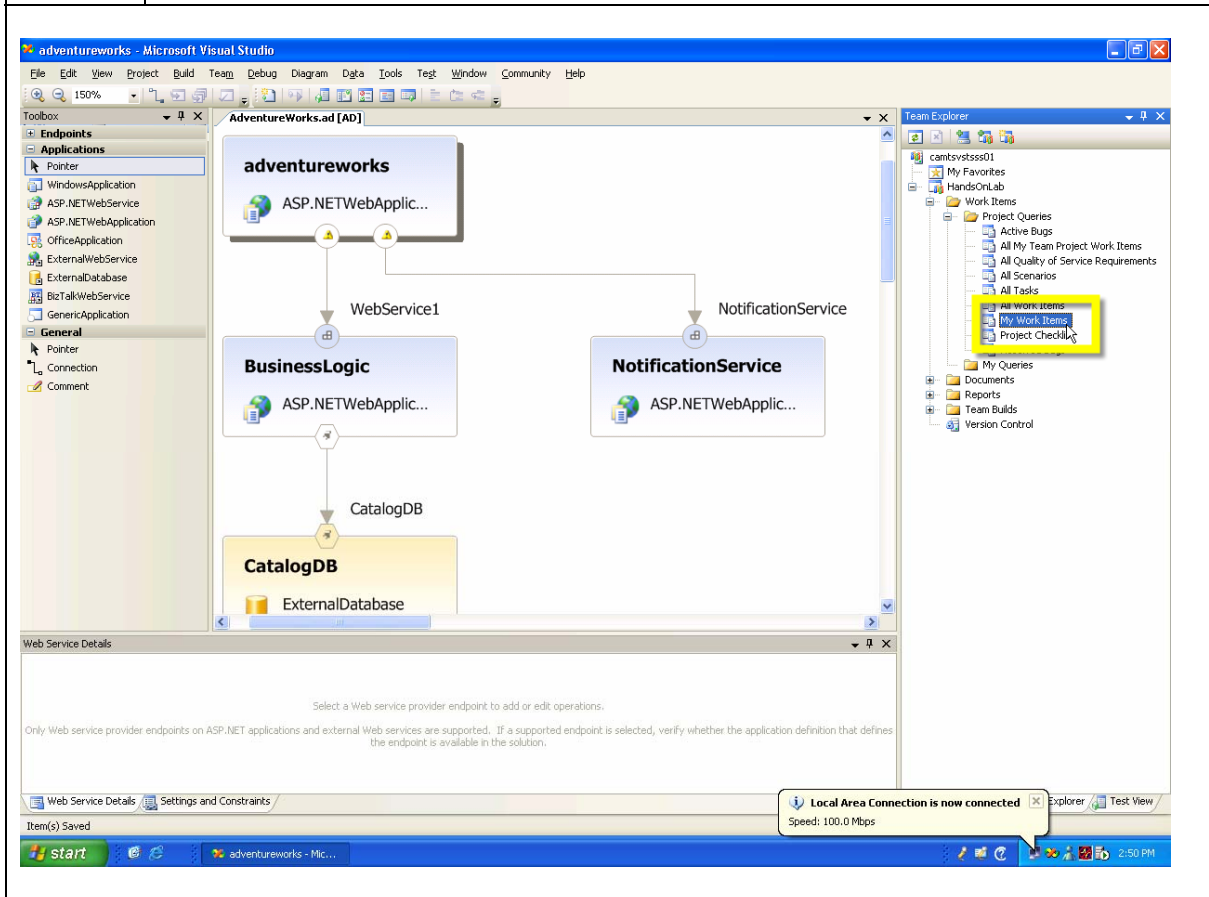 adventureworks - Microsoft Visual Studio
File Edit View Project Build Team Debug Diagram Data Tools Test Window Community Help
150%
Toolbox
Endpoints
Applications
Pointer
WindowsApplication
ASP.NETWebService
ASP.NETWebApplication
OfficeApplication
ExternalWebService
ExternalDatabase
BizTalkWebService
GenericApplication
General
Pointer
Connection
Comment
AdventureWorks.ad [AD]
adventureworks
ASP.NETWebApplic...
WebService1
NotificationService
BusinessLogic
ASP.NETWebApplic...
NotificationService
ASP.NETWebApplic...
CatalogDB
CatalogDB
ExternalDatabase
Team Explorer
camtsvstsss01
My Favorites
HandsOnLab
Work Items
Project Queries
Active Bugs
All My Team Project Work Items
All Quality of Service Requirements
All Scenarios
All Tasks
All Work Items
My Work Items
Project Checklis
My Queries
Documents
Reports
Team Builds
Version Control
Web Service Details
Select a Web service provider endpoint to add or edit operations.
Only Web service provider endpoints on ASP.NET applications and external Web services are supported. If a supported endpoint is selected, verify whether the application definition that defines
the endpoint is available in the solution.
Web Service Details Settings and Constraints
Explorer Test View
Local Area Connection is now connected
Speed: 100.0 Mbps
Item(s) Saved
start adventureworks - Mic... 2:50 PM